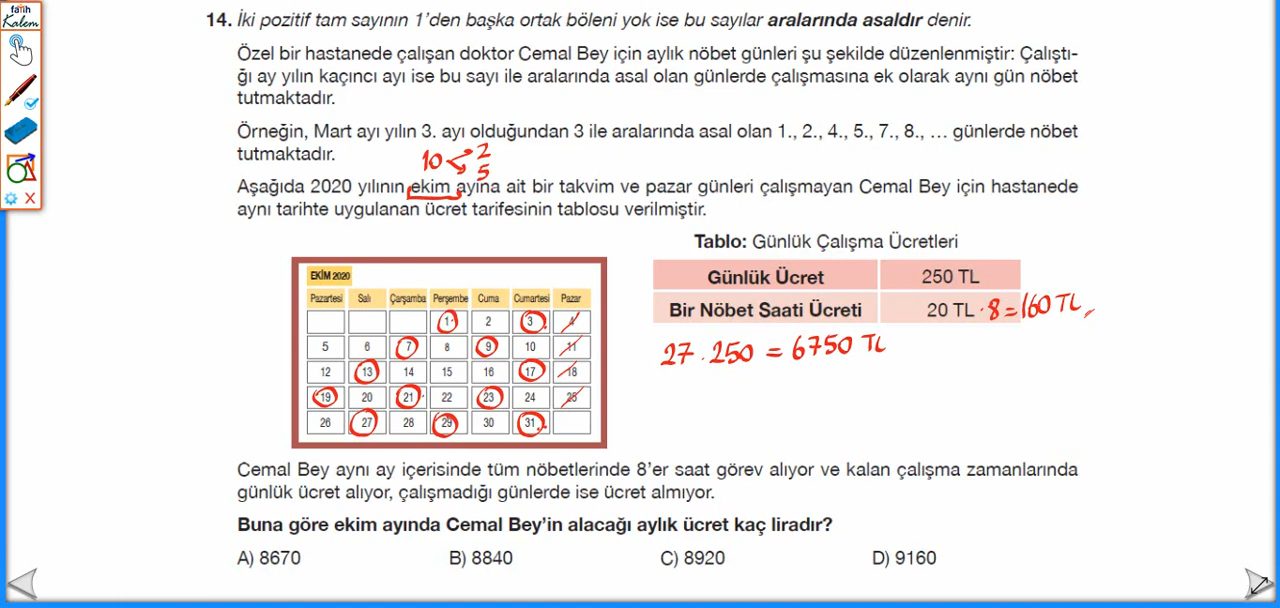 fatih
Kalem
14. İki pozitif tam sayının 1'den başka ortak böleni yok ise bu sayılar aralarında asaldır denir.
Özel bir hastanede çalışan doktor Cemal Bey için aylık nöbet günleri şu şekilde düzenlenmiştir: Çalıştı-
ğı ay yılın kaçıncı ayı ise bu sayı ile aralarında asal olan günlerde çalışmasına ek olarak aynı gün nöbet
tutmaktadır.
Örneğin, Mart ayı yılın 3. ayı olduğundan 3 ile aralarında asal olan 1., 2., 4., 5., 7., 8., ... günlerde nöbet
tutmaktadır.
10 2
5
Aşağıda 2020 yılının ekim ayına ait bir takvim ve pazar günleri çalışmayan Cemal Bey için hastanede
aynı tarihte uygulanan ücret tarifesinin tablosu verilmiştir.
Tablo: Günlük Çalışma Ücretleri
Günlük Ücret 250 TL
Bir Nöbet Saati Ücreti 20 TL . 8 = 160 TL
27 . 250 = 6750 TL
EKİM 2020
Pazartesi Salı Çarşamba Perşembe Cuma Cumartesi Pazar
1 2 3 4
5 6 7 8 9 10 11
12 13 14 15 16 17 18
19 20 21 22 23 24 25
26 27 28 29 30 31
Cemal Bey aynı ay içerisinde tüm nöbetlerinde 8'er saat görev alıyor ve kalan çalışma zamanlarında
günlük ücret alıyor, çalışmadığı günlerde ise ücret almıyor.
Buna göre ekim ayında Cemal Bey'in alacağı aylık ücret kaç liradır?
A) 8670 B) 8840 C) 8920 D) 9160